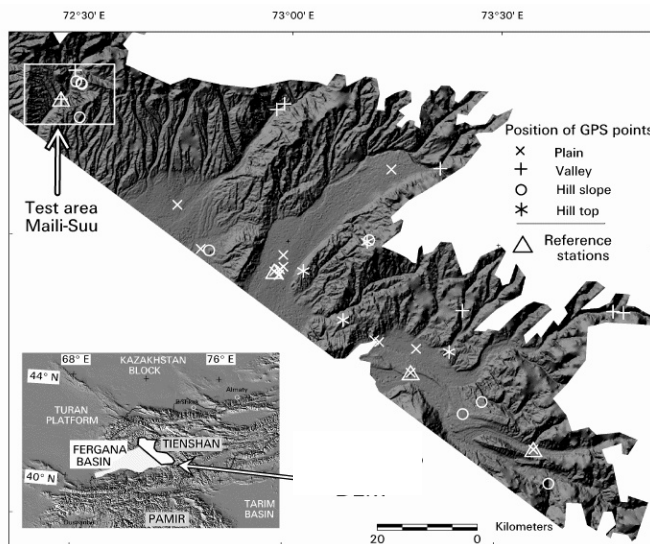 72°30′ E
73°00′ E
73°30′ E
Position of GPS points
Plain
Valley
Hill slope
Hill top
Reference
stations
Test area
Maili-Suu
68° E
KAZAKHSTAN
BLOCK
76° E
44° N
Almaty
TURAN
PLATFORM
TIENSHAN
FERGANA
BASIN
40° N
TARIM
BASIN
PAMIR
20
0
Kilometers